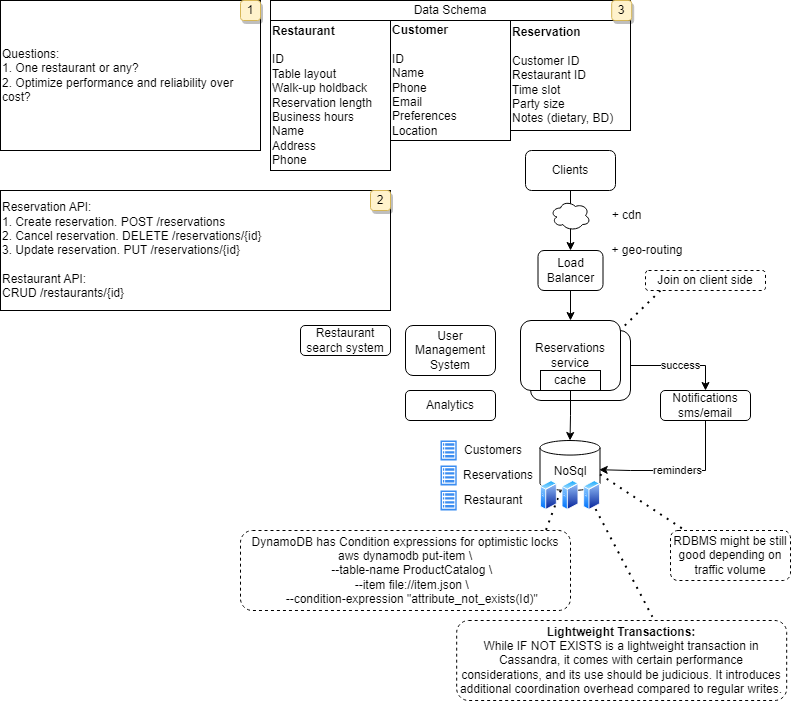 1
Questions:
1. One restaurant or any?
2. Optimize performance and reliability over
cost?
Data Schema
3
Restaurant
ID
Table layout
Walk-up holdback
Reservation length
Business hours
Name
Address
Phone
Customer
ID
Name
Phone
Email
Preferences
Location
Reservation
Customer ID
Restaurant ID
Time slot
Party size
Notes (dietary, BD)
2
Reservation API:
1. Create reservation. POST /reservations
2. Cancel reservation. DELETE /reservations/{id}
3. Update reservation. PUT /reservations/{id}
Restaurant API:
CRUD /restaurants/{id}
Clients
+ cdn
+ geo-routing
Load
Balancer
Join on client side
Restaurant
search system
User
Management
System
Analytics
Reservations
service
cache
success
Notifications
sms/email
reminders
Customers
Reservations
Restaurant
NoSql
DynamoDB has Condition expressions for optimistic locks
aws dynamodb put-item \
--table-name ProductCatalog \
--item file://item.json \
--condition-expression "attribute_not_exists(Id)"
RDBMS might be still
good depending on
traffic volume
Lightweight Transactions:
While IF NOT EXISTS is a lightweight transaction in
Cassandra, it comes with certain performance
considerations, and its use should be judicious. It introduces
additional coordination overhead compared to regular writes.